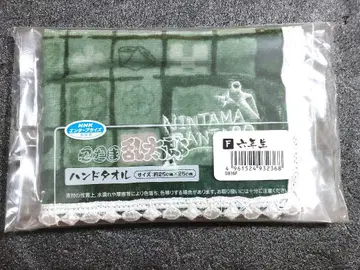 NHK
エンタープライズ
忍たま乱太郎
NINTAMA
RANTARO
F 六年生
ハンドタオル
サイズ 約25cm×25cm
4 961524 932368